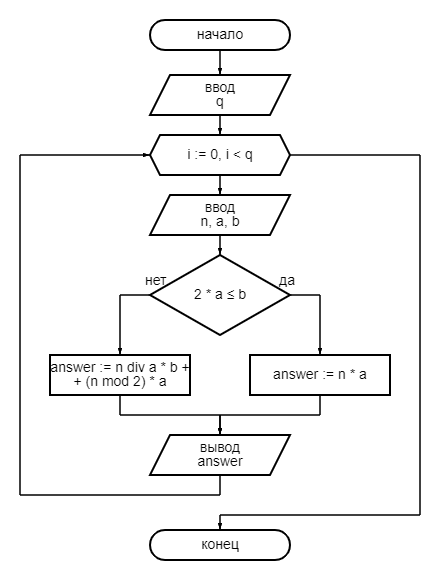 начало
ввод
q
i := 0, i < q
ввод
n, a, b
нет
да
2 * a ≤ b
answer := n div a * b +
+ (n mod 2) * a
answer := n * a
вывод
answer
конец